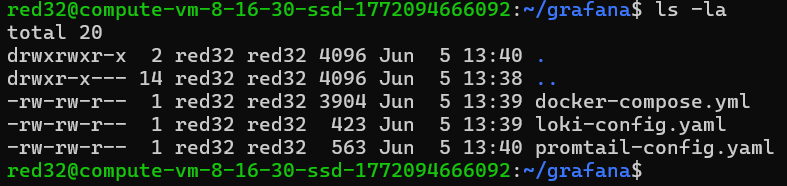 red32@compute-vm-8-16-30-ssd-1772094666092:~/grafana$ ls -la
total 20
drwxrwxr-x  2 red32 red32 4096 Jun  5 13:40 .
drwxr-x--- 14 red32 red32 4096 Jun  5 13:38 ..
-rw-rw-r--  1 red32 red32 3904 Jun  5 13:39 docker-compose.yml
-rw-rw-r--  1 red32 red32  423 Jun  5 13:39 loki-config.yaml
-rw-rw-r--  1 red32 red32  563 Jun  5 13:40 promtail-config.yaml
red32@compute-vm-8-16-30-ssd-1772094666092:~/grafana$